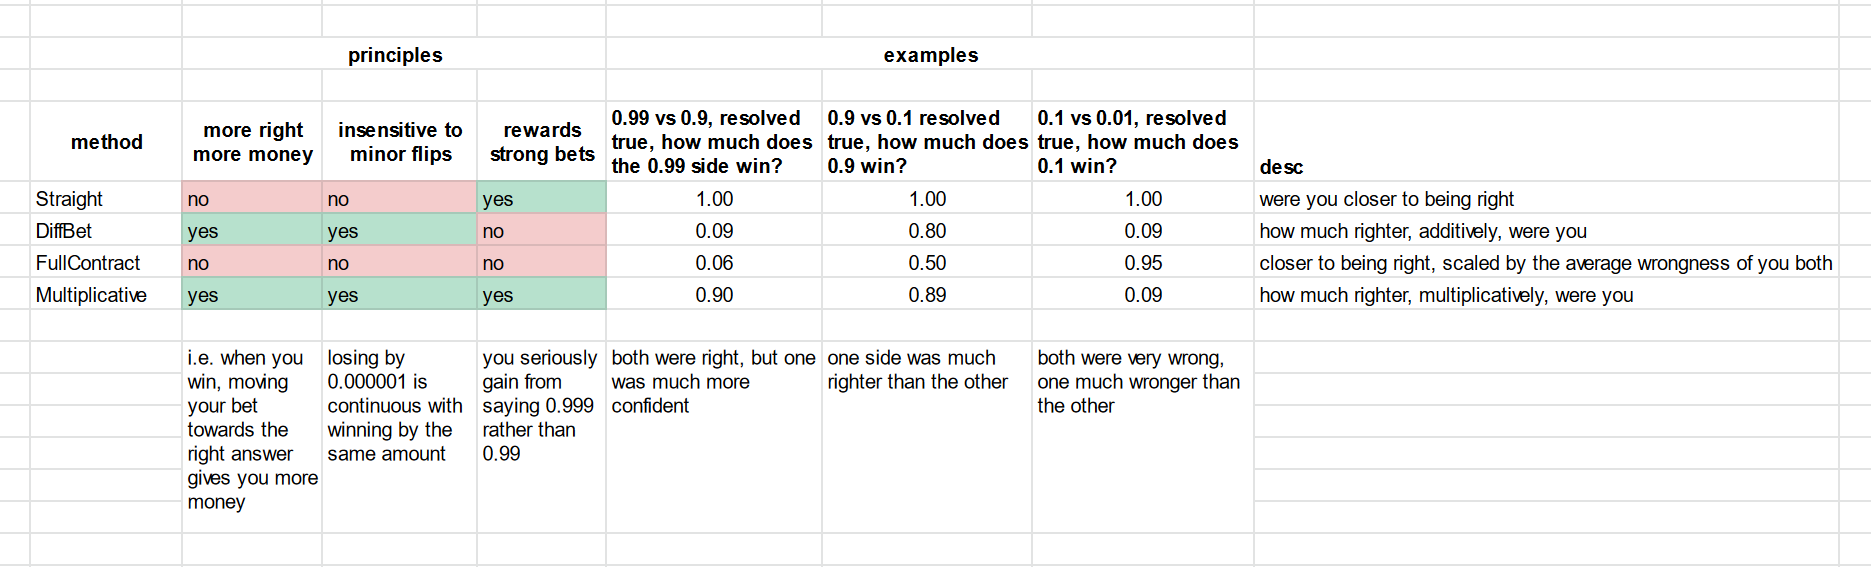 principles examples
method more right more money insensitive to minor flips rewards strong bets 0.99 vs 0.9, resolved true, how much does the 0.99 side win? 0.9 vs 0.1 resolved true, how much does 0.9 win? 0.1 vs 0.01, resolved true, how much does 0.1 win? desc
Straight no no yes 1.00 1.00 1.00 were you closer to being right
DiffBet yes yes no 0.09 0.80 0.09 how much righter, additively, were you
FullContract no no no 0.06 0.50 0.95 closer to being right, scaled by the average wrongness of you both
Multiplicative yes yes yes 0.90 0.89 0.09 how much righter, multiplicatively, were you
i.e. when you win, moving your bet towards the right answer gives you more money
losing by 0.000001 is continuous with winning by the same amount
you seriously gain from saying 0.999 rather than 0.99
both were right, but one was much more confident
one side was much righter than the other
both were very wrong, one much wronger than the other